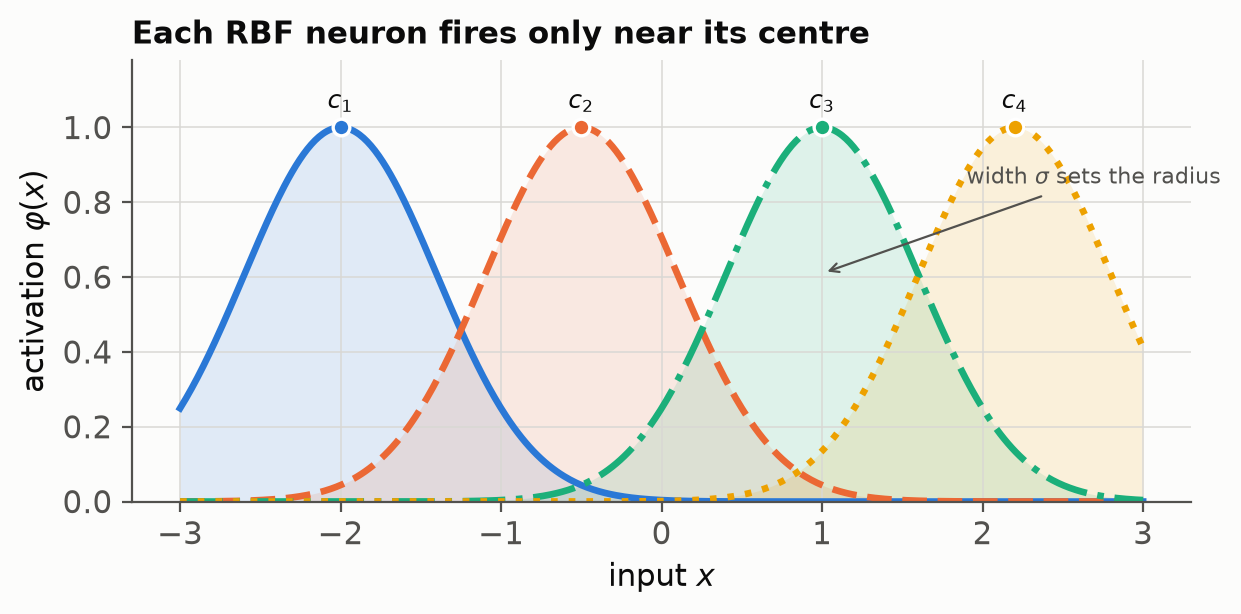 Each RBF neuron fires only near its centre
c₁ c₂ c₃ c₄
width σ sets the radius
activation φ(x)
1.0
0.8
0.6
0.4
0.2
0.0
−3 −2 −1 0 1 2 3
input x